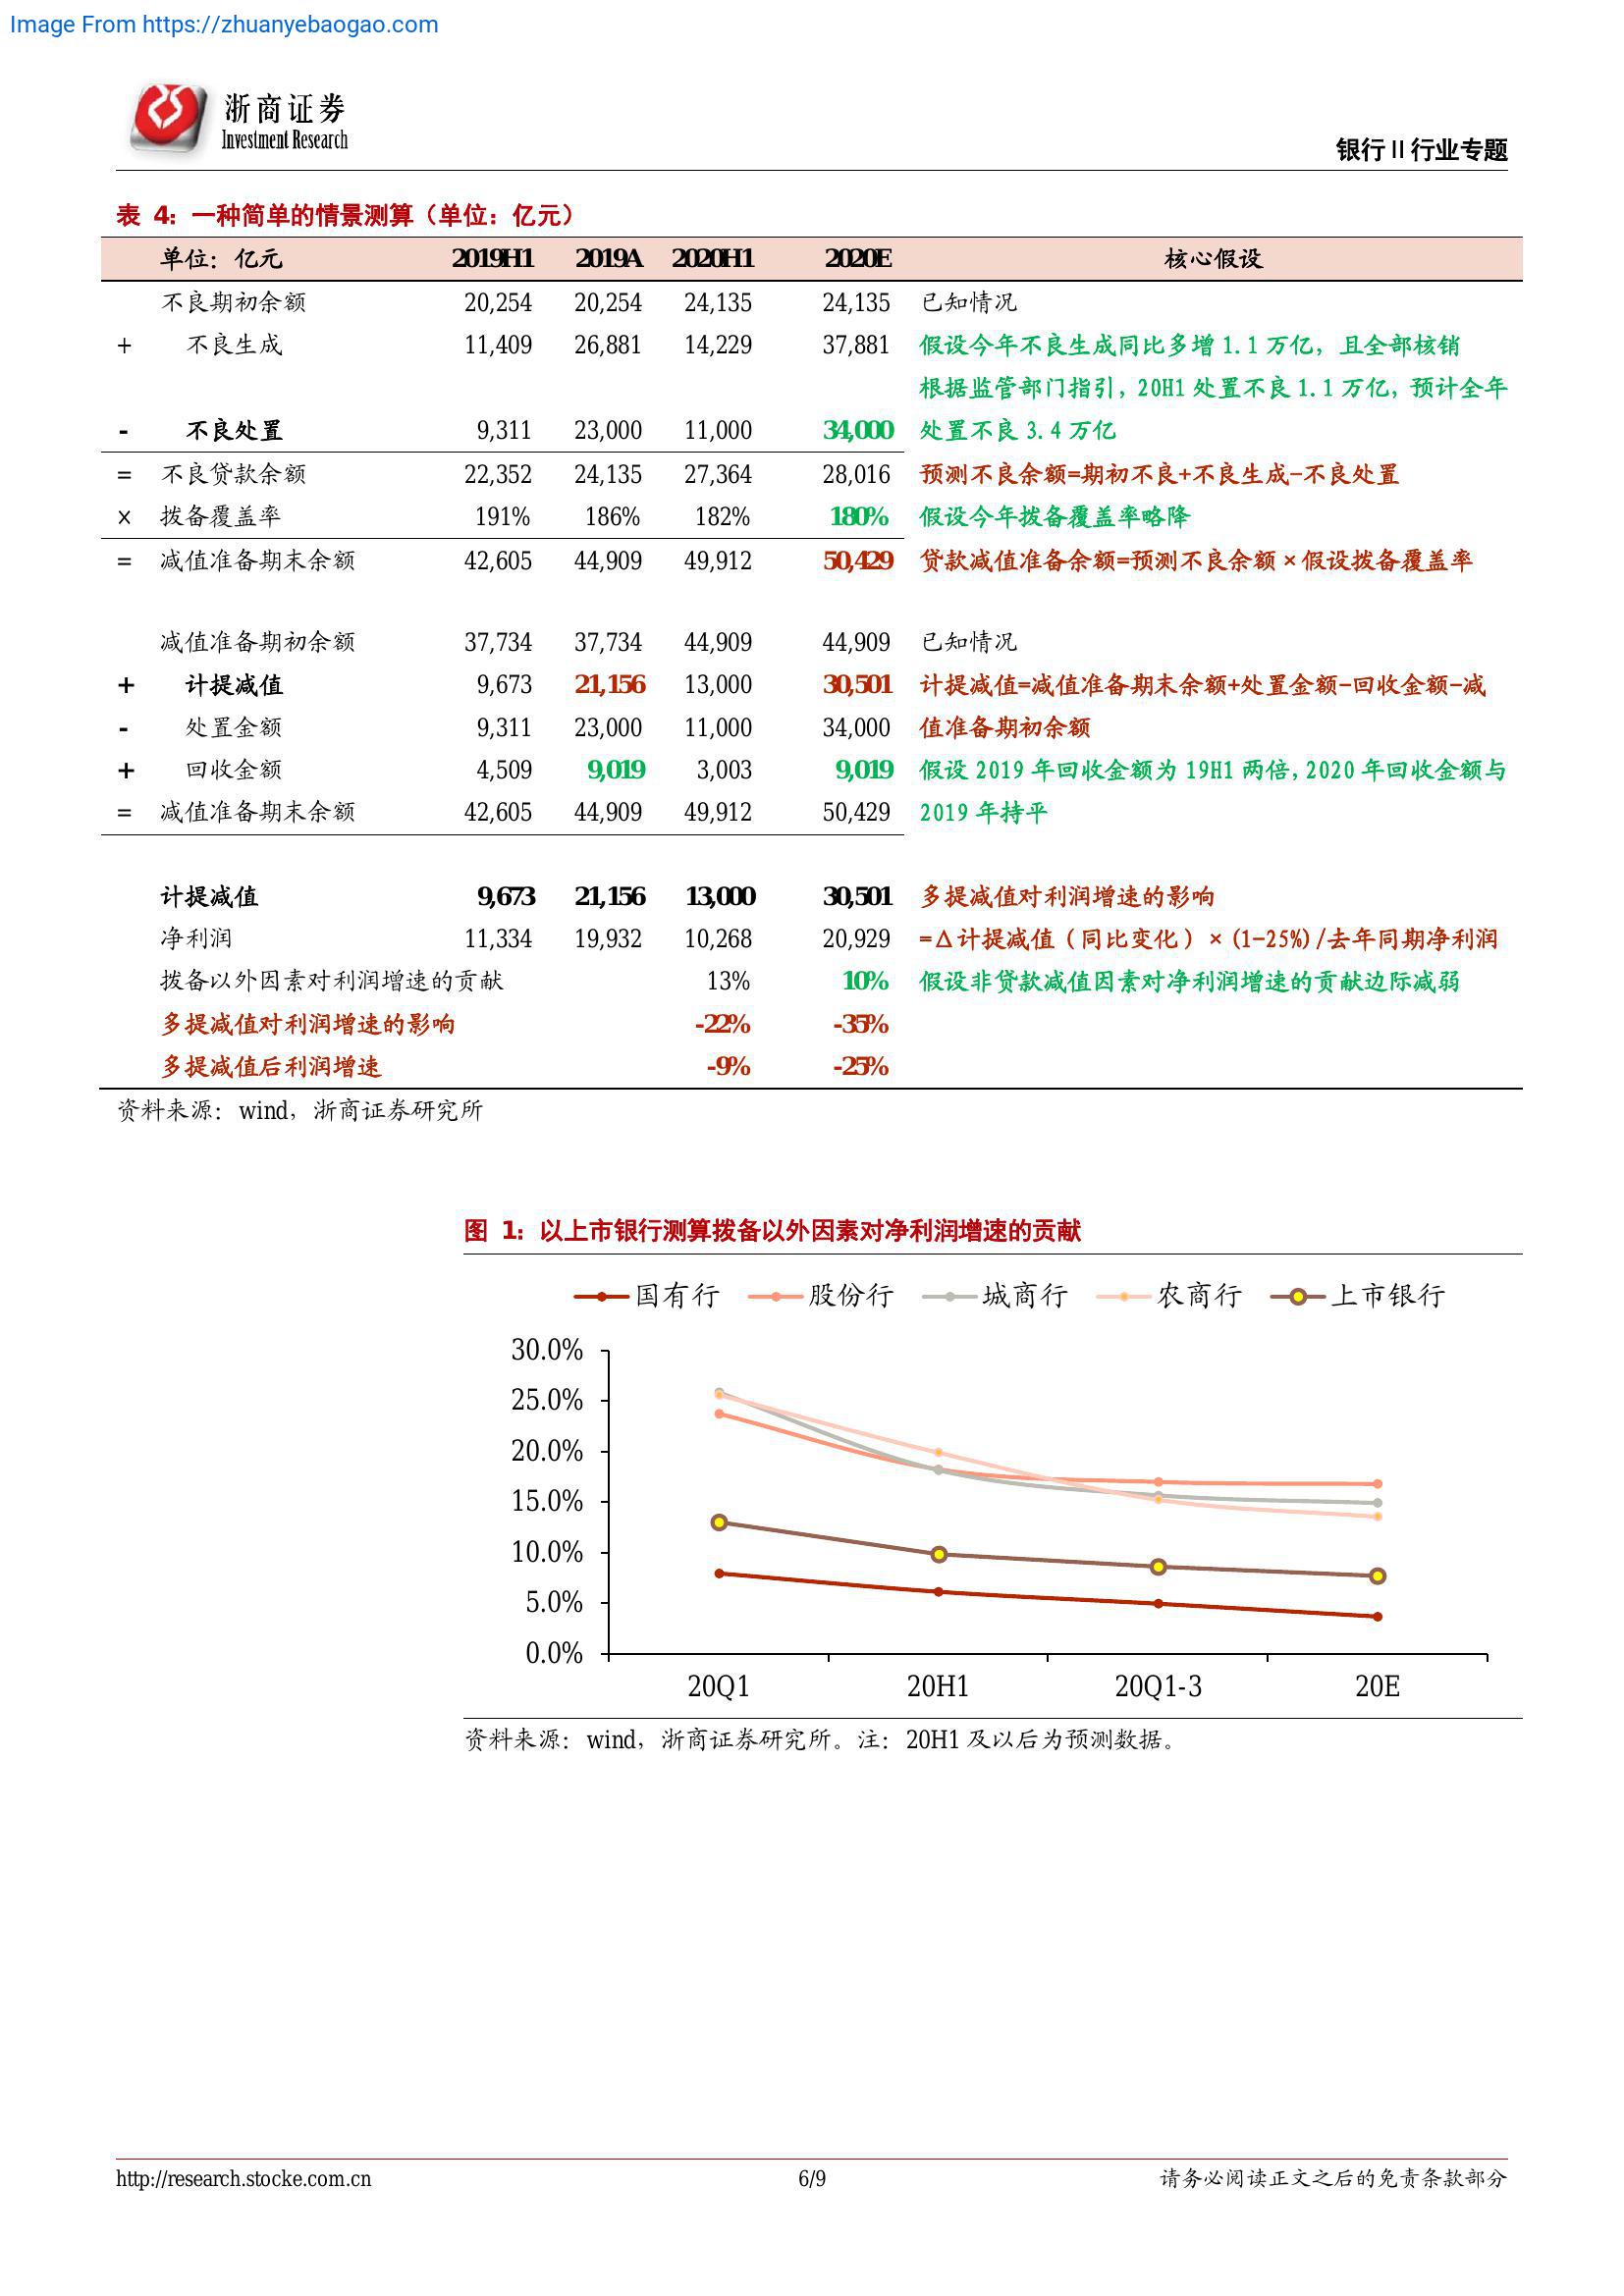 Image From https://zhuanyebaogao.com
浙商证券
Investment Research
银行 II 行业专题
表 4：一种简单的情景测算（单位：亿元）
单位：亿元 2019H1 2019A 2020H1 2020E 核心假设
不良期初余额 20,254 20,254 24,135 24,135 已知情况
+ 不良生成 11,409 26,881 14,229 37,881 假设今年不良生成同比多增 1.1 万亿，且全部核销
根据监管部门指引，20H1 处置不良 1.1 万亿，预计全年
- 不良处置 9,311 23,000 11,000 34,000 处置不良 3.4 万亿
= 不良贷款余额 22,352 24,135 27,364 28,016 预测不良余额=期初不良+不良生成-不良处置
× 拨备覆盖率 191% 186% 182% 180% 假设今年拨备覆盖率略降
= 减值准备期末余额 42,605 44,909 49,912 50,429 贷款减值准备余额=预测不良余额×假设拨备覆盖率
减值准备期初余额 37,734 37,734 44,909 44,909 已知情况
+ 计提减值 9,673 21,156 13,000 30,501 计提减值=减值准备期末余额+处置金额-回收金额-减
- 处置金额 9,311 23,000 11,000 34,000 值准备期初余额
+ 回收金额 4,509 9,019 3,003 9,019 假设 2019 年回收金额为 19H1 两倍，2020 年回收金额与
= 减值准备期末余额 42,605 44,909 49,912 50,429 2019 年持平
计提减值 9,673 21,156 13,000 30,501 多提减值对利润增速的影响
净利润 11,334 19,932 10,268 20,929 =Δ计提减值（同比变化）×(1-25%)/去年同期净利润
拨备以外因素对利润增速的贡献 13% 10% 假设非贷款减值因素对净利润增速的贡献边际减弱
多提减值对利润增速的影响 -22% -35%
多提减值后利润增速 -9% -25%
资料来源：wind，浙商证券研究所
图 1：以上市银行测算拨备以外因素对净利润增速的贡献
国有行 股份行 城商行 农商行 上市银行
30.0%
25.0%
20.0%
15.0%
10.0%
5.0%
0.0%
20Q1 20H1 20Q1-3 20E
资料来源：wind，浙商证券研究所。注：20H1 及以后为预测数据。
http://research.stocke.com.cn 6/9 请务必阅读正文之后的免责条款部分